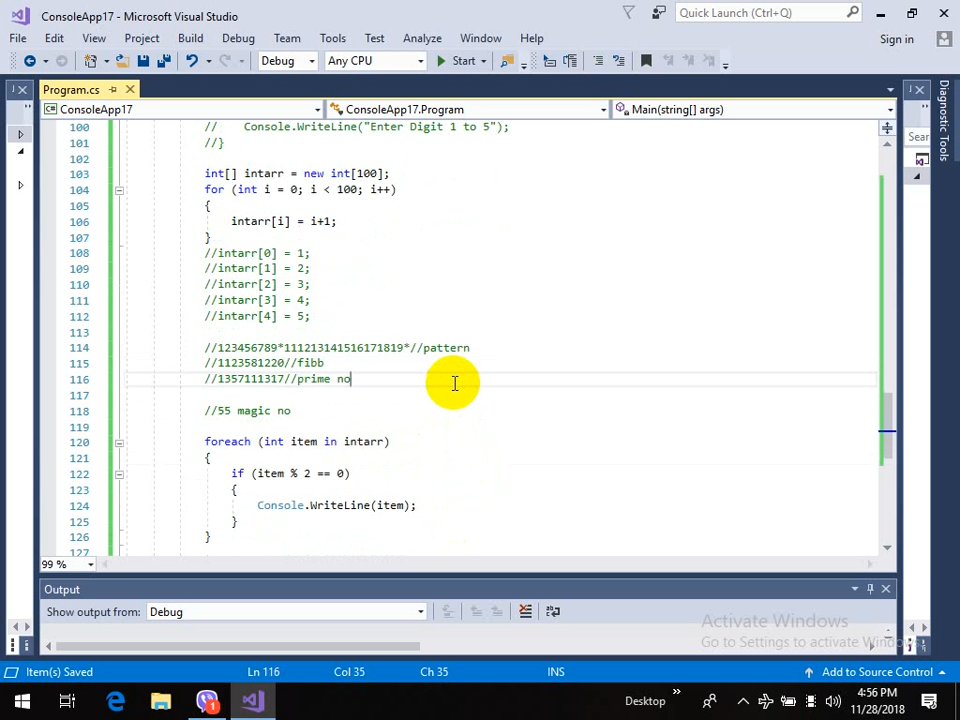 ConsoleApp17 - Microsoft Visual Studio
Quick Launch (Ctrl+Q)
File Edit View Project Build Debug Team Tools Test Analyze Window Help
Sign in
Debug Any CPU Start
Program.cs
ConsoleApp17 ConsoleApp17.Program Main(string[] args)
100 // Console.WriteLine("Enter Digit 1 to 5");
101 //}
102
103 int[] intarr = new int[100];
104 for (int i = 0; i < 100; i++)
105 {
106 intarr[i] = i+1;
107 }
108 //intarr[0] = 1;
109 //intarr[1] = 2;
110 //intarr[2] = 3;
111 //intarr[3] = 4;
112 //intarr[4] = 5;
113
114 //123456789*111213141516171819*//pattern
115 //1123581220//fibb
116 //1357111317//prime no
117
118 //55 magic no
119
120 foreach (int item in intarr)
121 {
122 if (item % 2 == 0)
123 {
124 Console.WriteLine(item);
125 }
126 }
127
99 %
Diagnostic Tools
Sear
Output
Show output from: Debug
Activate Windows
Go to Settings to activate Windows.
Item(s) Saved Ln 116 Col 35 Ch 35 INS Add to Source Control
1
Desktop
4:56 PM
11/28/2018